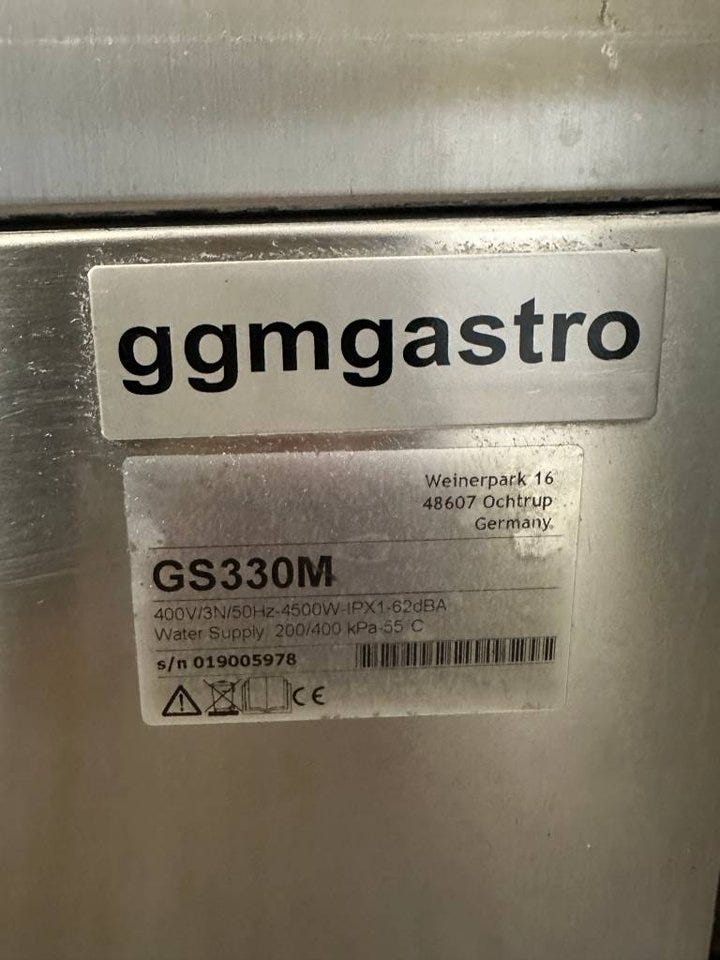 ggmgastro
Weinerpark 16
48607 Ochtrup
Germany
GS330M
400V/3N/50Hz-4500W-IPX1-62dBA
Water Supply: 200/400 kPa-55°C
s/n 019005978
CE